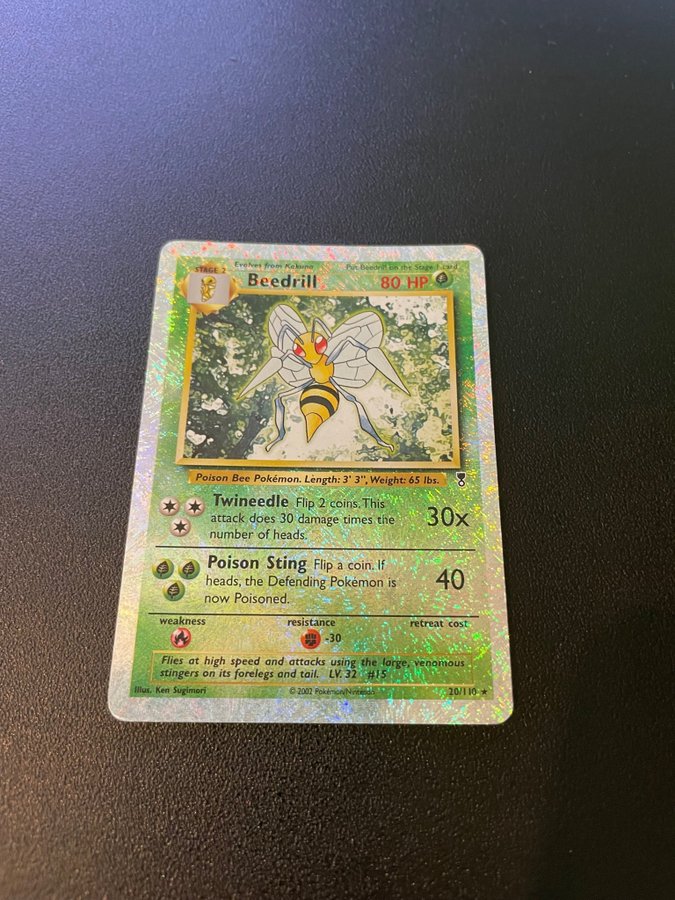 Evolves from Kakuna
Put Beedrill on the Stage 1 card
STAGE 2
Beedrill
80 HP
Poison Bee Pokémon. Length: 3' 3", Weight: 65 lbs.
Twineedle Flip 2 coins. This
attack does 30 damage times the
number of heads.
30x
Poison Sting Flip a coin. If
heads, the Defending Pokémon is
now Poisoned.
40
weakness
resistance
retreat cost
-30
Flies at high speed and attacks using the large, venomous
stingers on its forelegs and tail. LV. 32 #15
Illus. Ken Sugimori
© 2002 Pokémon/Nintendo
20/110 ★